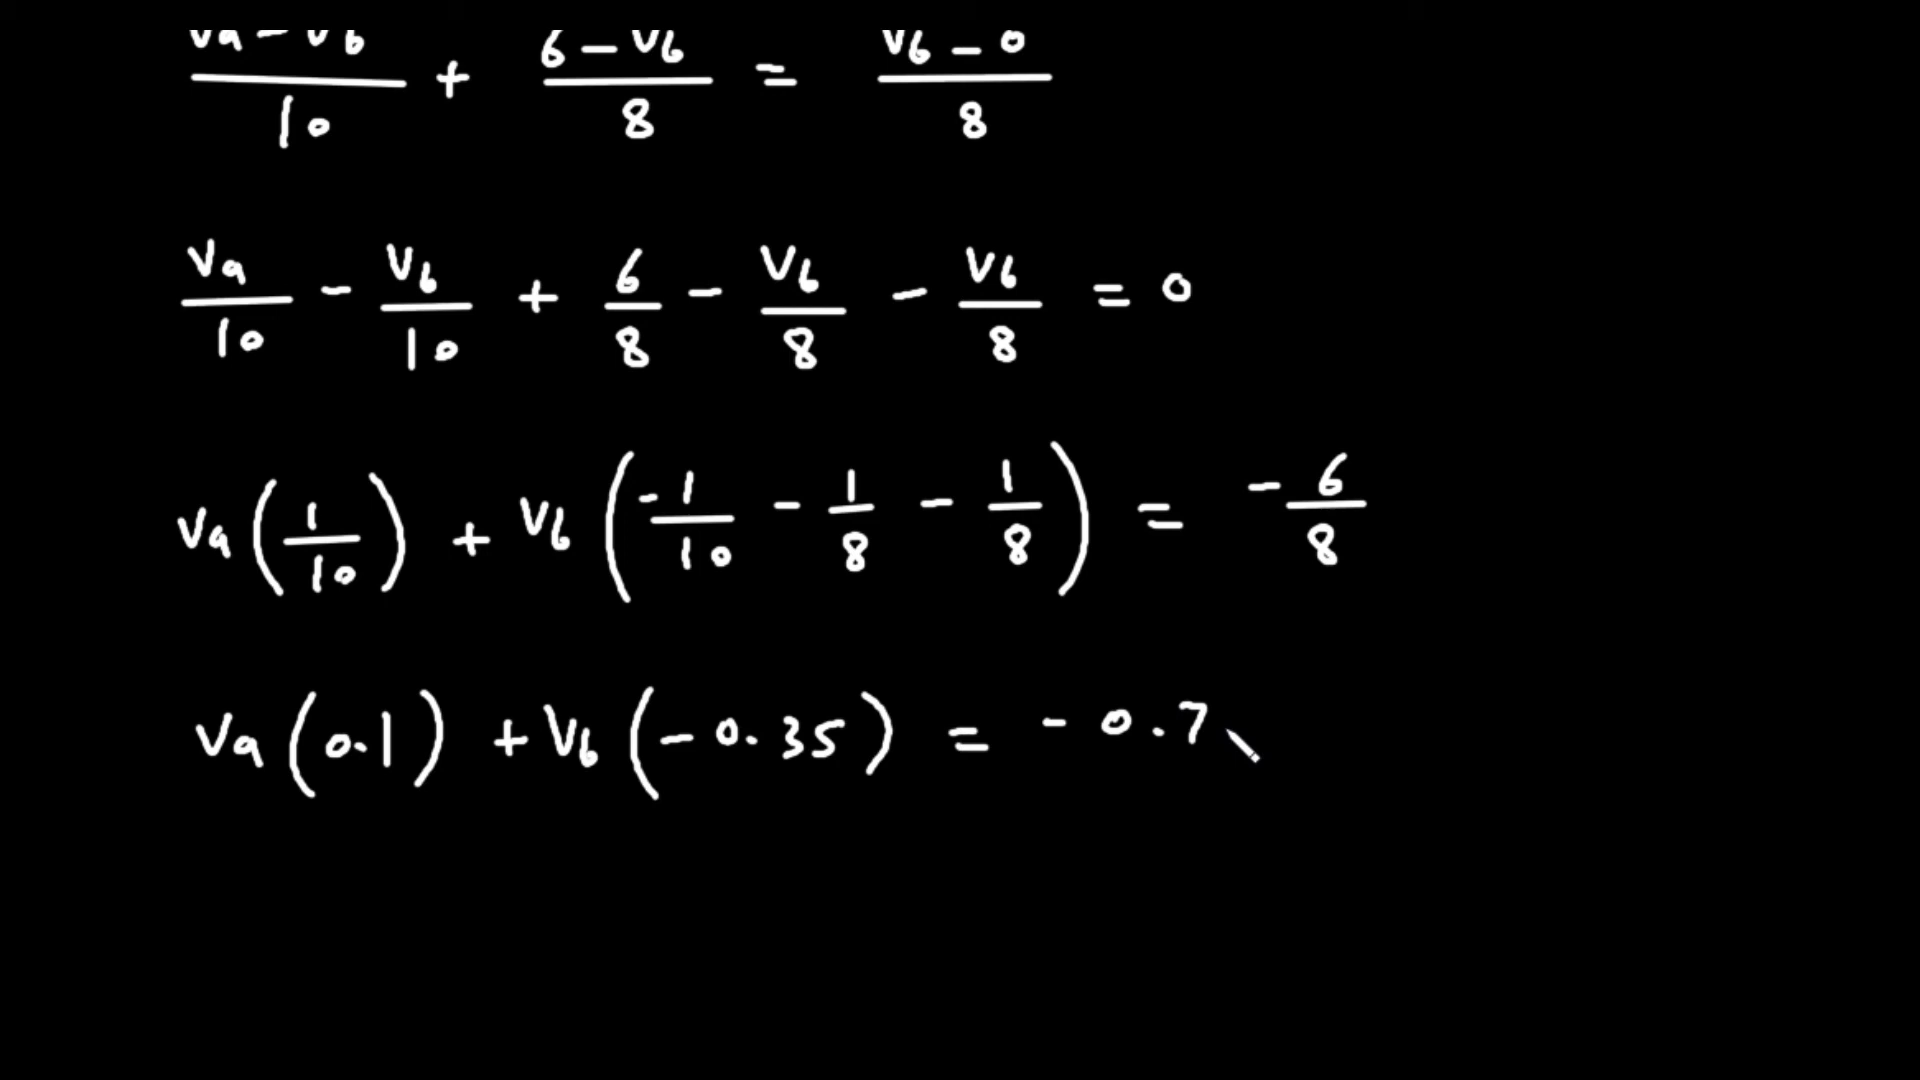 (Va - Vb)/10 + (6 - Vb)/8 = (Vb - 0)/8
Va/10 - Vb/10 + 6/8 - Vb/8 - Vb/8 = 0
Va(1/10) + Vb(-1/10 - 1/8 - 1/8) = -6/8
Va(0.1) + Vb(-0.35) = -0.7